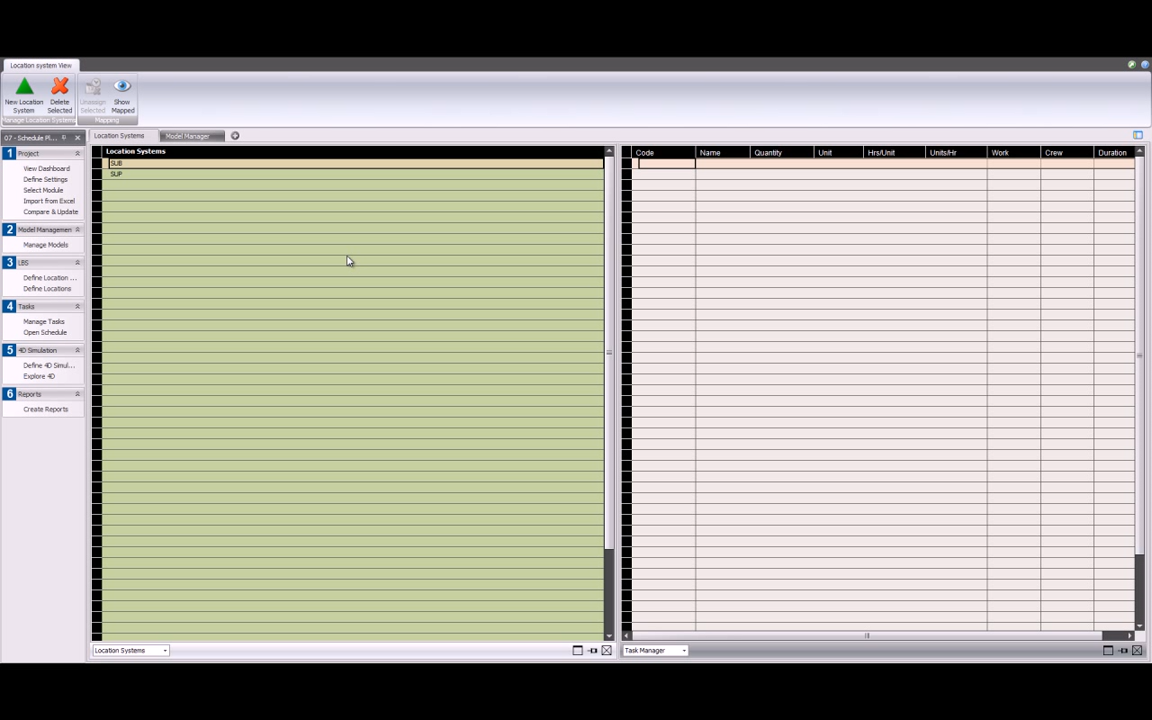 Location system View
New Location System
Delete Selected
Unassign Selected
Show Mapped
Manage Location Systems
Mapping
07 - Schedule Pl...
Location Systems
Model Manager
1 Project
View Dashboard
Define Settings
Select Module
Import from Excel
Compare & Update
2 Model Managemen
Manage Models
3 LBS
Define Location ...
Define Locations
4 Tasks
Manage Tasks
Open Schedule
5 4D Simulation
Define 4D Simul...
Explore 4D
6 Reports
Create Reports
Location Systems
SUB
SUP
Code Name Quantity Unit Hrs/Unit Units/Hr Work Crew Duration
Location Systems
Task Manager